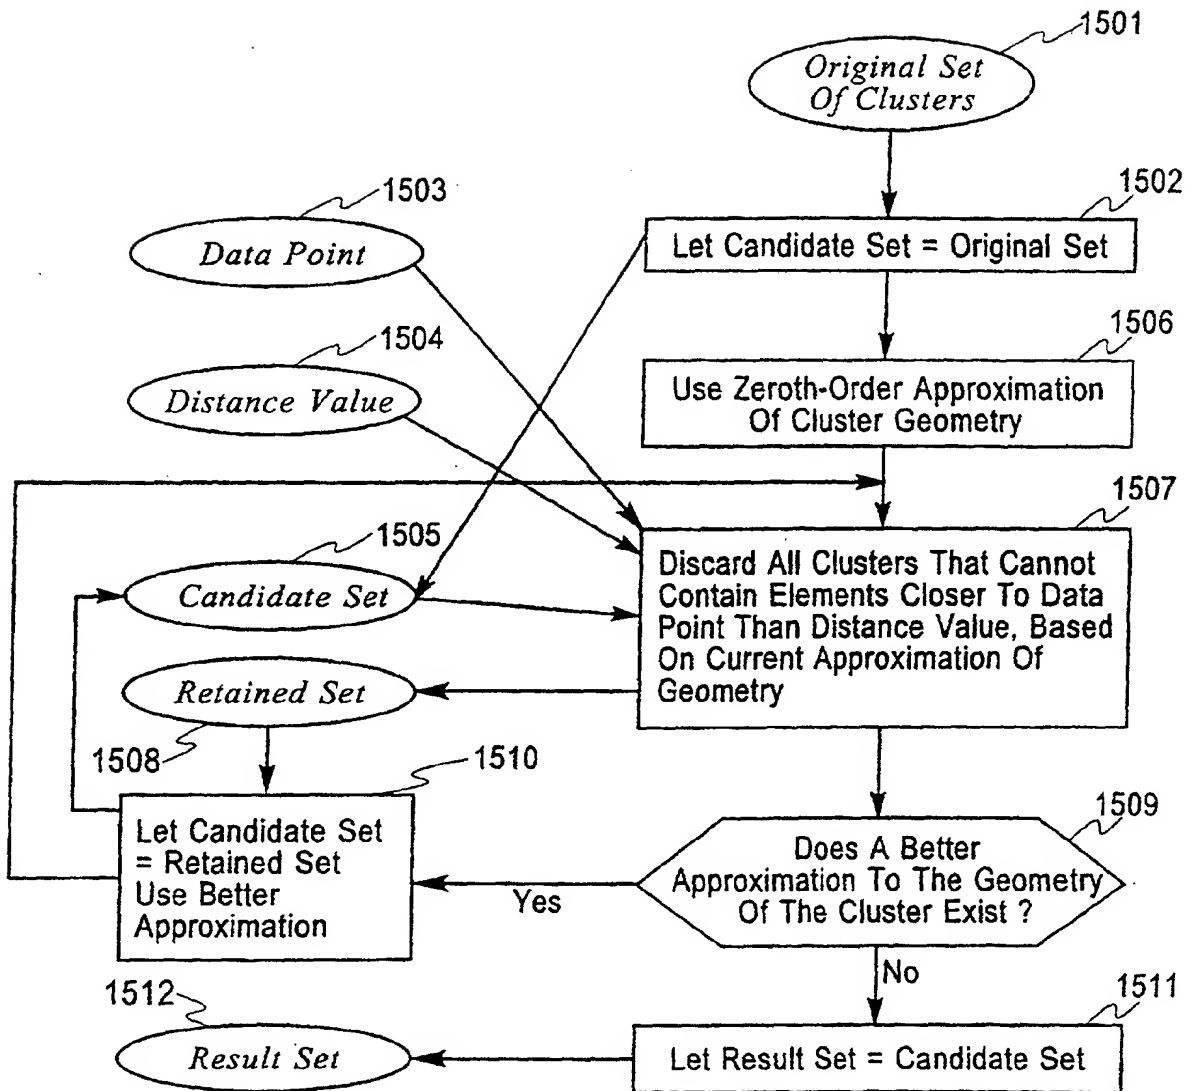 1501
Original Set
Of Clusters
1503
1502
Data Point
Let Candidate Set = Original Set
1504
1506
Distance Value
Use Zeroth-Order Approximation
Of Cluster Geometry
1507
1505
Candidate Set
Discard All Clusters That Cannot
Contain Elements Closer To Data
Point Than Distance Value, Based
On Current Approximation Of
Geometry
Retained Set
1508
1510
Let Candidate Set
= Retained Set
Use Better
Approximation
1509
Does A Better
Approximation To The Geometry
Of The Cluster Exist ?
Yes
No
1512
1511
Result Set
Let Result Set = Candidate Set